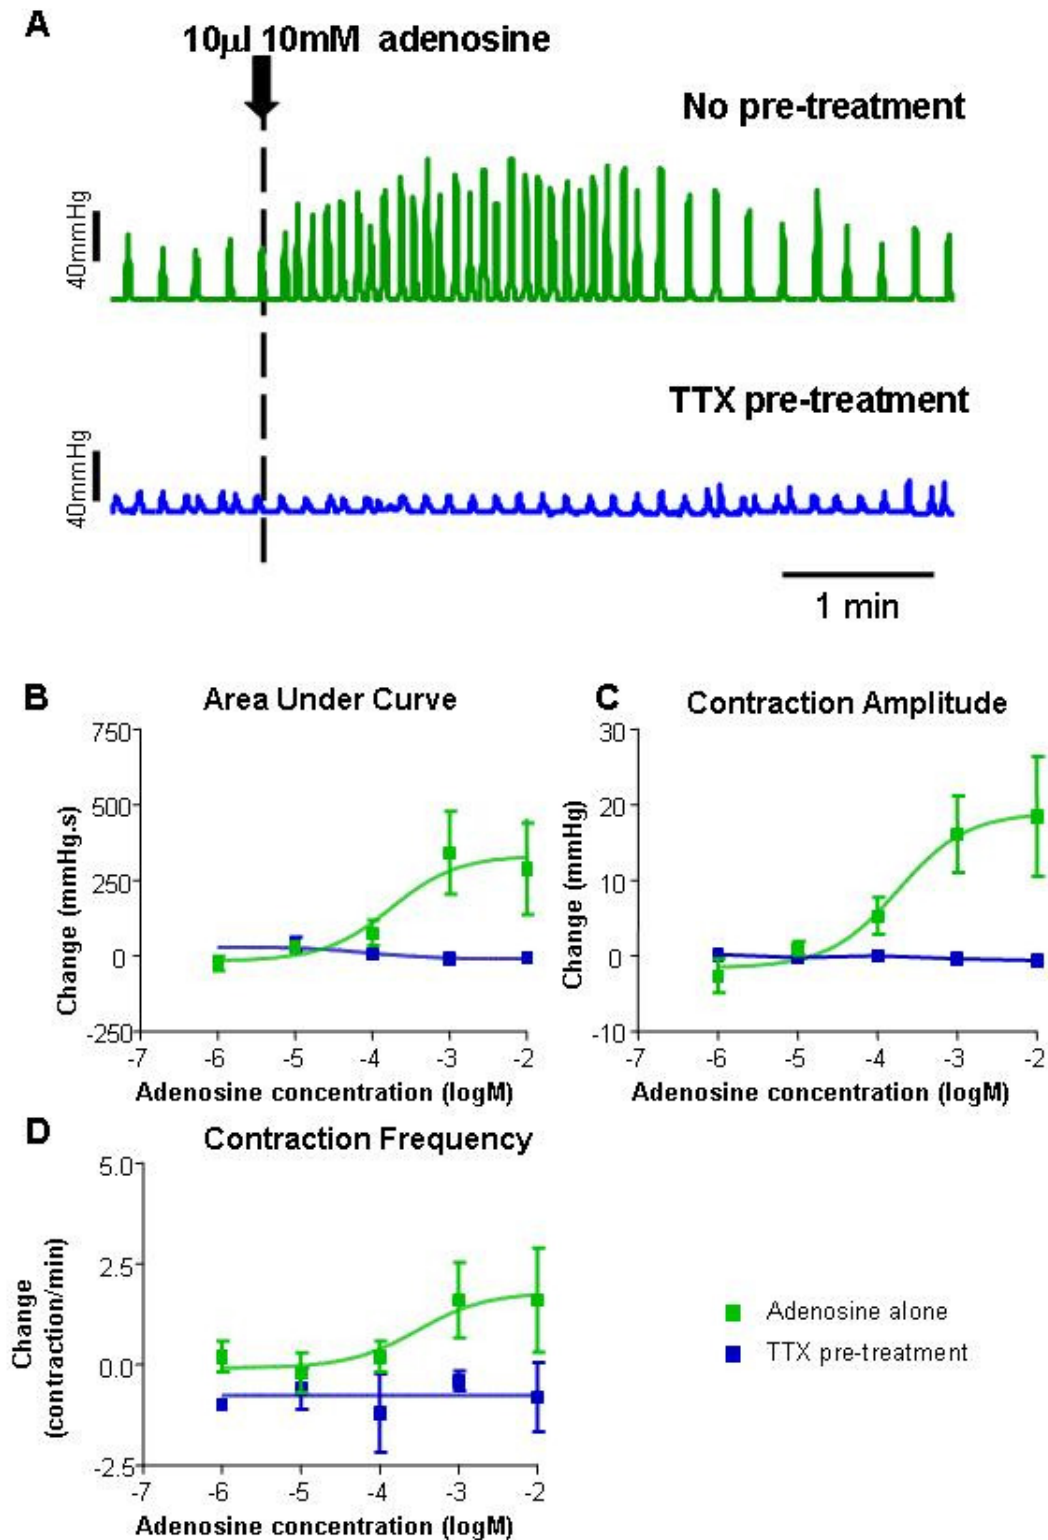 A
10µl 10mM adenosine
No pre-treatment
40mmHg
TTX pre-treatment
40mmHg
1 min
B
Area Under Curve
750
500
250
0
-250
Change (mmHg.s)
-7 -6 -5 -4 -3 -2
Adenosine concentration (logM)
C
Contraction Amplitude
30
20
10
0
-10
Change (mmHg)
-7 -6 -5 -4 -3 -2
Adenosine concentration (logM)
D
Contraction Frequency
5.0
2.5
0.0
-2.5
Change
(contraction/min)
-7 -6 -5 -4 -3 -2
Adenosine concentration (logM)
Adenosine alone
TTX pre-treatment